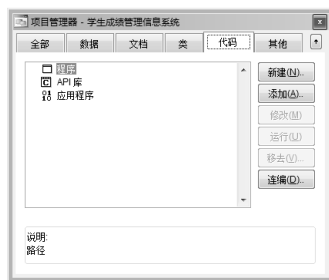 项目管理器 - 学生成绩管理信息系统
全部 数据 文档 类 代码 其他
程序
API 库
应用程序
新建(N)...
添加(A)...
修改(M)
运行(U)
移去(V)...
连编(D)...
说明:
路径